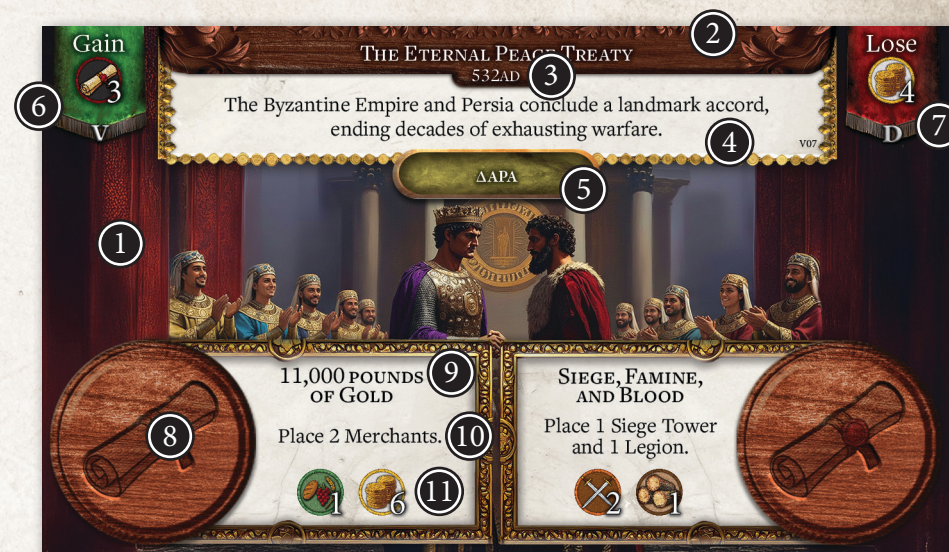 Gain
3
V
6
2
The Eternal Peace Treaty
532AD
3
The Byzantine Empire and Persia conclude a landmark accord,
ending decades of exhausting warfare.
4
V07
ΔΑΡΑ
5
Lose
4
D
7
1
8
11,000 pounds
of Gold
9
Place 2 Merchants.
10
1
6
11
Siege, Famine,
and Blood
Place 1 Siege Tower
and 1 Legion.
2
1